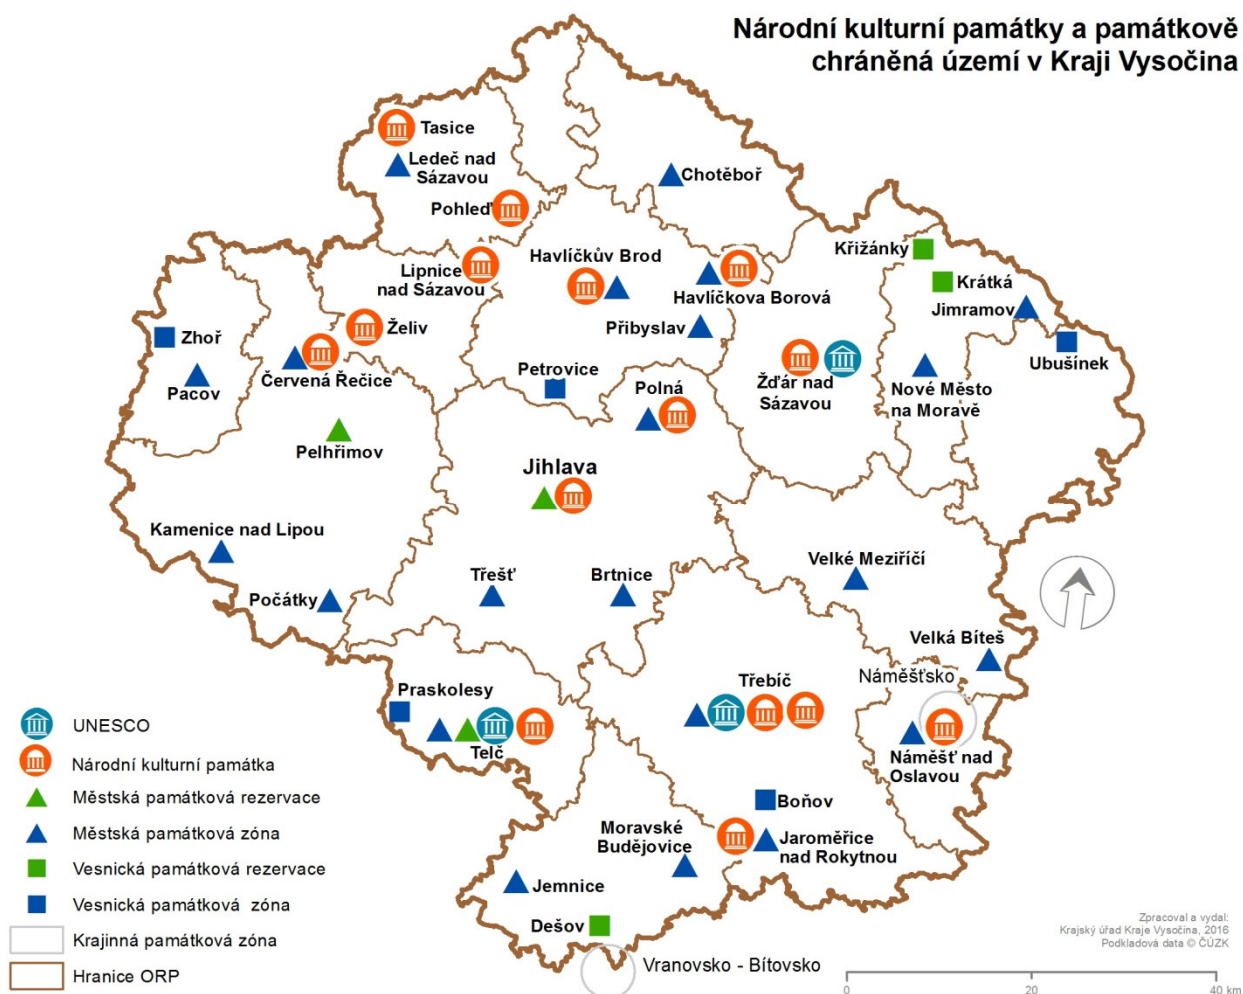 Národní kulturní památky a památkově
chráněná území v Kraji Vysočina
Tasice
Ledeč nad
Sázavou
Chotěboř
Pohleď
Křižánky
Havlíčkův Brod
Lipnice
nad Sázavou
Krátká
Havlíčkova Borová
Jimramov
Želiv
Přibyslav
Zhoř
Ubušínek
Petrovice
Červená Řečice
Polná
Žďár nad
Sázavou
Nové Město
na Moravě
Pacov
Pelhřimov
Jihlava
Kamenice nad Lipou
Velké Meziříčí
Třešť
Brtnice
Počátky
Velká Bíteš
Náměšťsko
Praskolesy
Třebíč
Telč
Náměšť nad
Oslavou
Boňov
Moravské
Budějovice
Jaroměřice
nad Rokytnou
Jemnice
Dešov
Vranovsko - Bítovsko
UNESCO
Národní kulturní památka
Městská památková rezervace
Městská památková zóna
Vesnická památková rezervace
Vesnická památková zóna
Krajinná památková zóna
Hranice ORP
Zpracoval a vydal:
Krajský úřad Kraje Vysočina, 2016
Podkladová data © ČÚZK
0 20 40 km